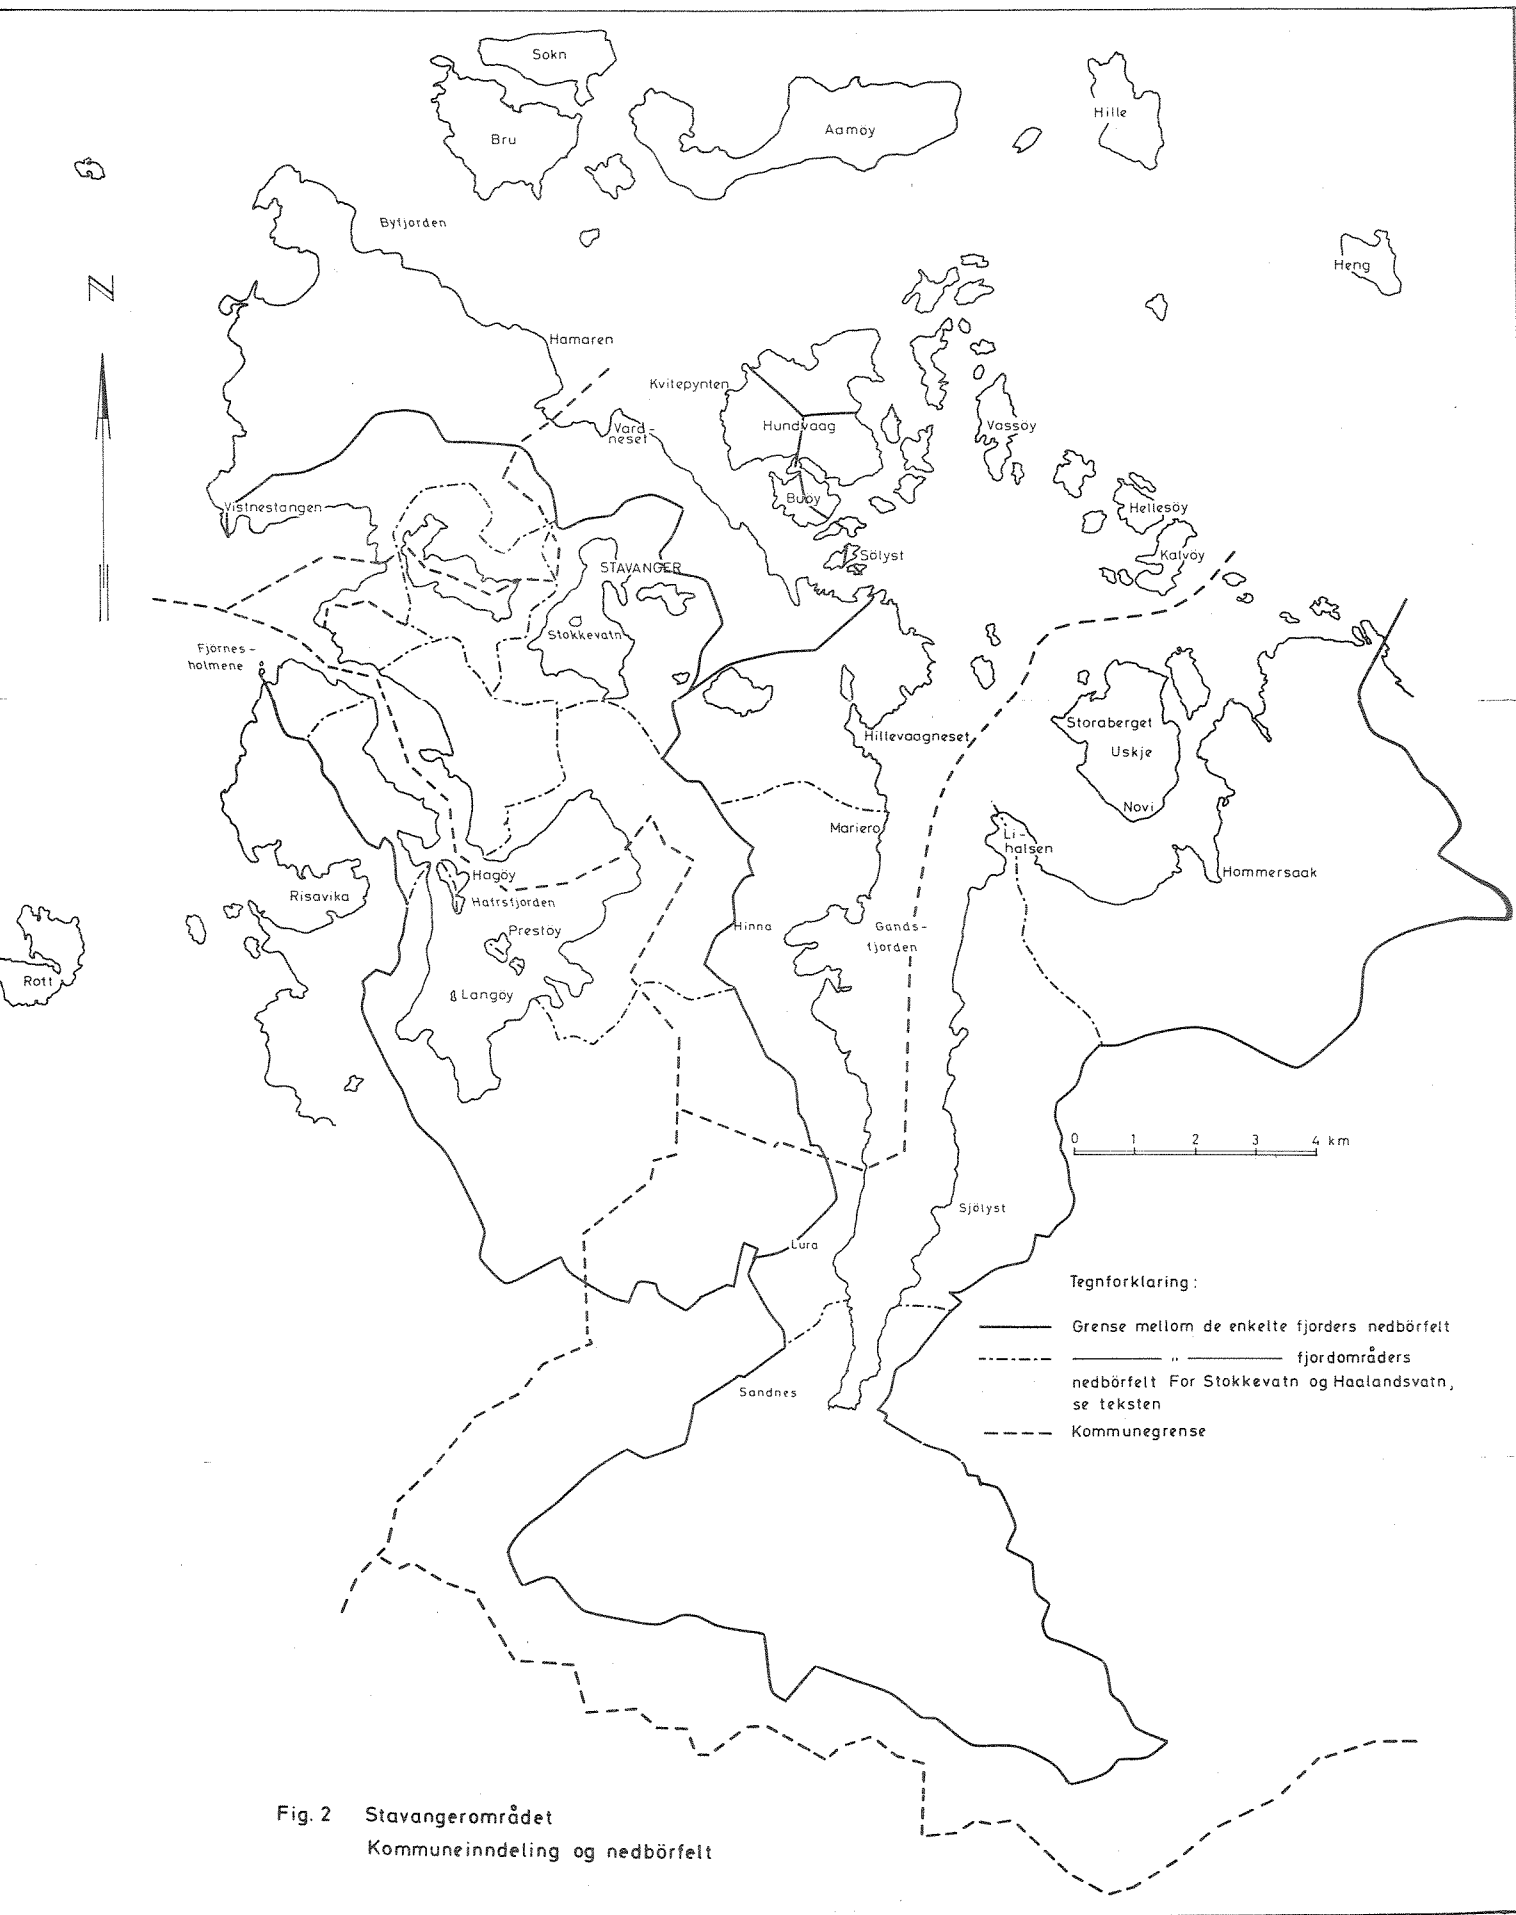 Sokn
Bru
Aamöy
Hille
Byfjorden
Heng
N
Hamaren
Kvitepynten
Vard-
neset
Hundvaag
Vassöy
Buöy
Vistnestangen
Hellesöy
Sölyst
Kalvöy
STAVANGER
Stokkevatn
Fjörnes-
holmene
Storaberget
Hillevaagneset
Uskje
Novi
Mariero
Li-
halsen
Hommersaak
Hagöy
Risavika
Hafrsfjorden
Hinna
Gands-
fjorden
Prestöy
Rott
Langöy
0 1 2 3 4 km
Sjölyst
Lura
Tegnforklaring :
Grense mellom de enkelte fjorders nedbörfelt
" fjordområders
nedbörfelt For Stokkevatn og Haalandsvatn,
se teksten
Sandnes
Kommunegrense
Fig. 2 Stavangerområdet
Kommuneinndeling og nedbörfelt